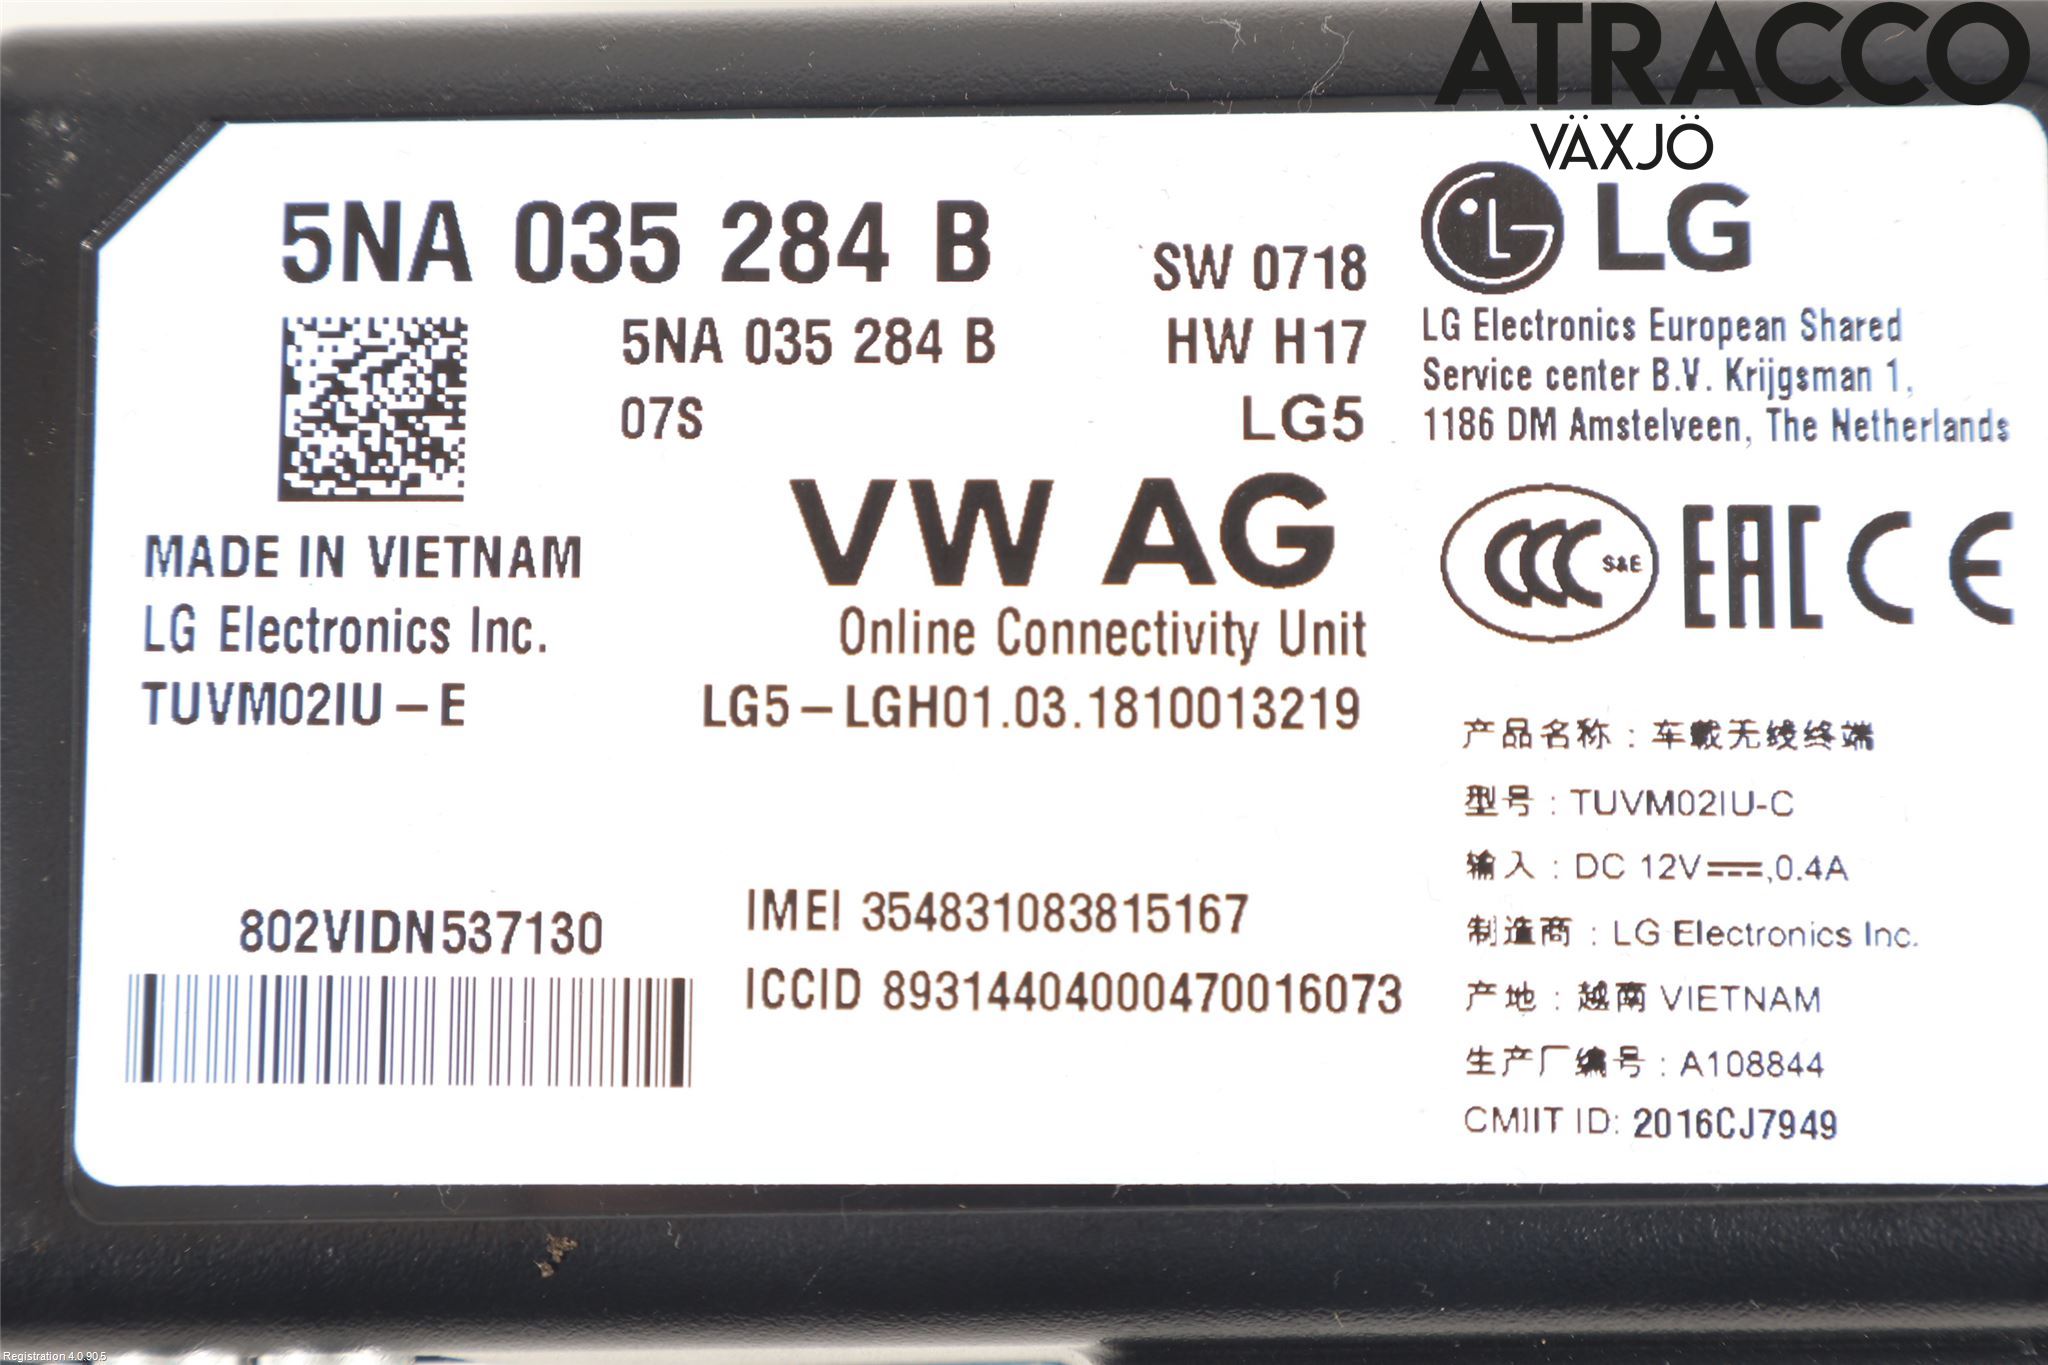 ATRACCO
VÄXJÖ
5NA 035 284 B
SW 0718
LG
5NA 035 284 B
HW H17
07S
LG5
LG Electronics European Shared
Service center B.V. Krijgsman 1,
1186 DM Amstelveen, The Netherlands
VW AG
Online Connectivity Unit
LG5-LGH01.03.1810013219
MADE IN VIETNAM
LG Electronics Inc.
TUVM02IU-E
CCC S&E EAC CE
802VIDN537130
IMEI 354831083815167
ICCID 89314404000470016073
产品名称：车载无线终端
型号：TUVM02IU-C
输入：DC 12V⎓,0.4A
制造商：LG Electronics Inc.
产地：越南 VIETNAM
生产厂编号：A108844
CMIIT ID: 2016CJ7949
Registration 4.0.90.5